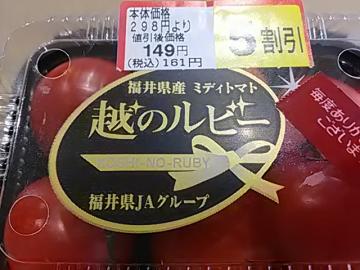 本体価格
298円より
値引後価格
149円
(税込)161円
5割引
福井県産 ミディトマト
越のルビー
KOSHI-NO-RUBY
福井県JAグループ
毎度あり
ございま